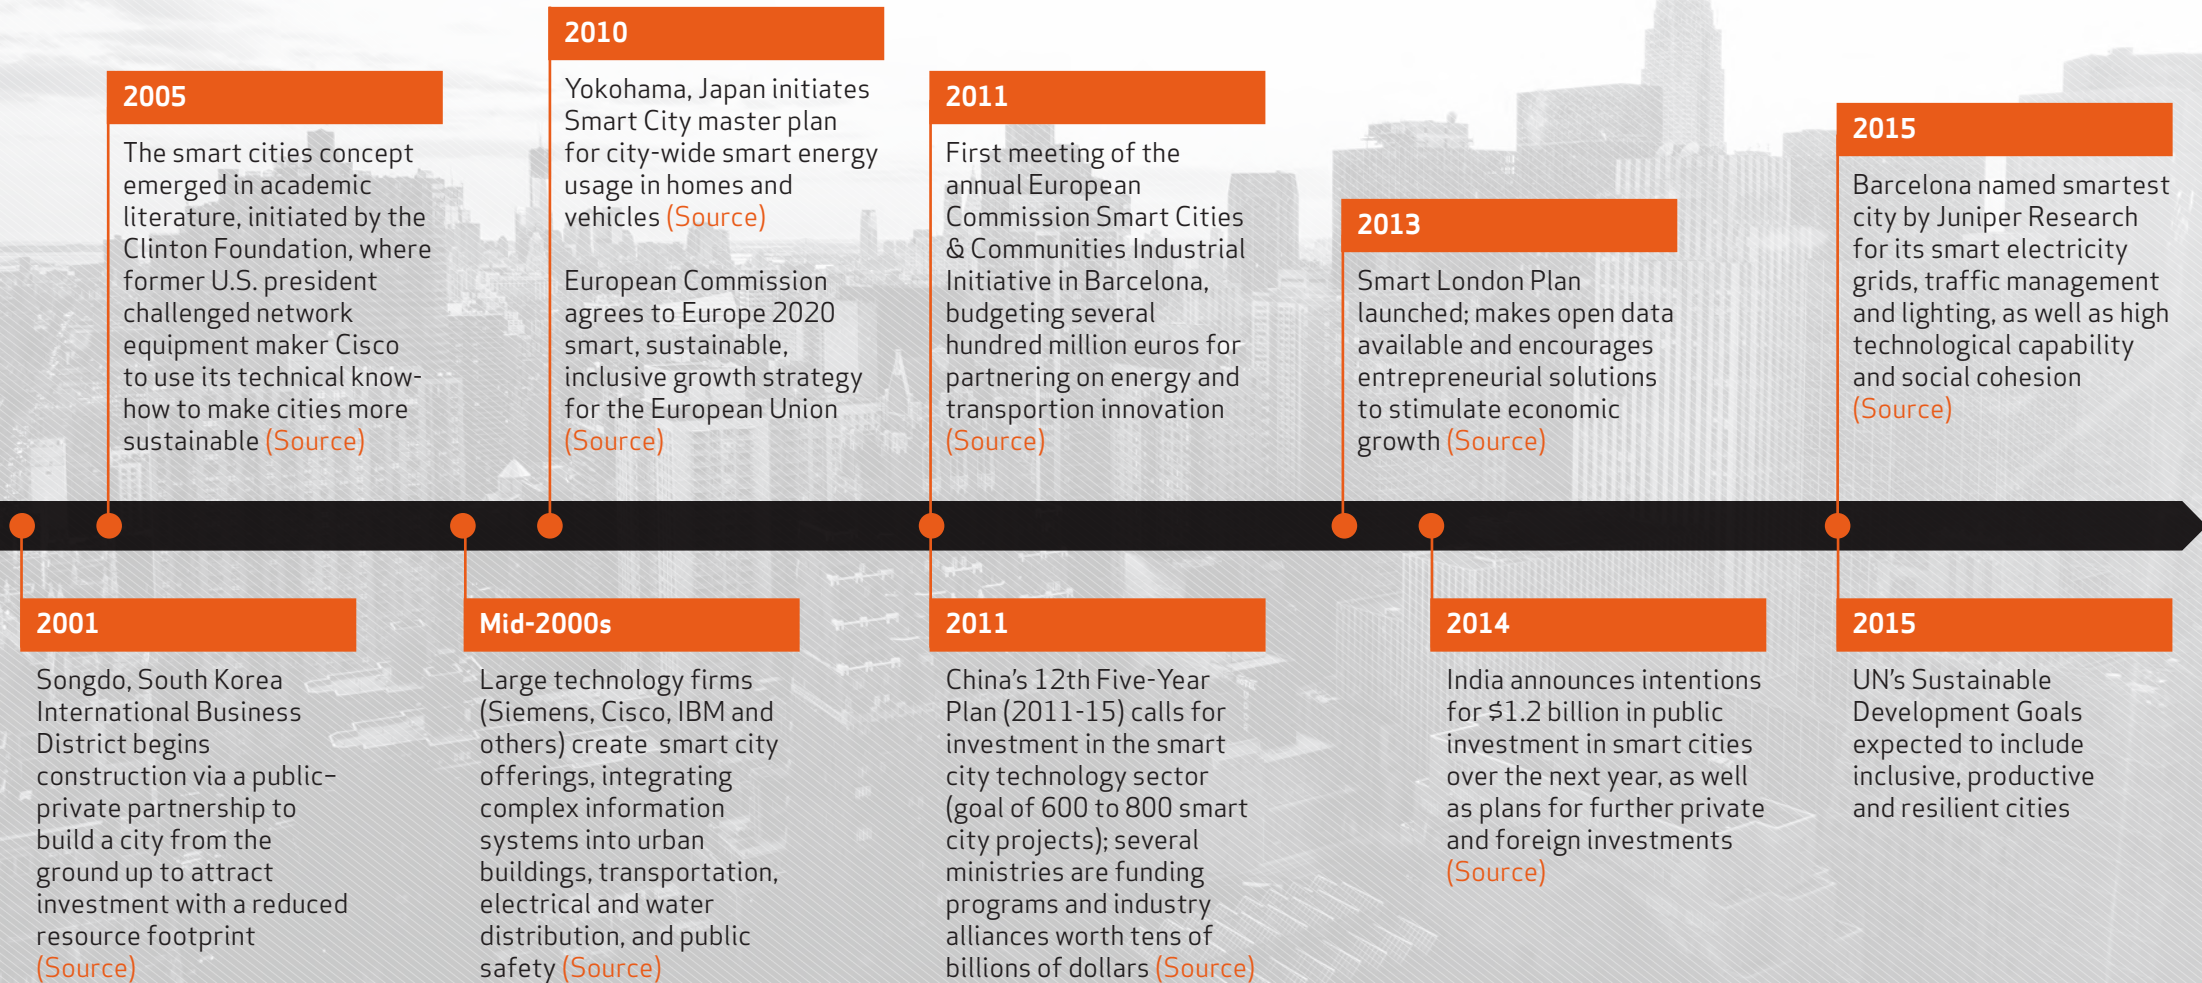 2005
The smart cities concept
emerged in academic
literature, initiated by the
Clinton Foundation, where
former U.S. president
challenged network
equipment maker Cisco
to use its technical know-
how to make cities more
sustainable (Source)
2010
Yokohama, Japan initiates
Smart City master plan
for city-wide smart energy
usage in homes and
vehicles (Source)
European Commission
agrees to Europe 2020
smart, sustainable,
inclusive growth strategy
for the European Union
(Source)
2011
First meeting of the
annual European
Commission Smart Cities
& Communities Industrial
Initiative in Barcelona,
budgeting several
hundred million euros for
partnering on energy and
transportion innovation
(Source)
2013
Smart London Plan
launched; makes open data
available and encourages
entrepreneurial solutions
to stimulate economic
growth (Source)
2015
Barcelona named smartest
city by Juniper Research
for its smart electricity
grids, traffic management
and lighting, as well as high
technological capability
and social cohesion
(Source)
2001
Songdo, South Korea
International Business
District begins
construction via a public–
private partnership to
build a city from the
ground up to attract
investment with a reduced
resource footprint
(Source)
Mid-2000s
Large technology firms
(Siemens, Cisco, IBM and
others) create smart city
offerings, integrating
complex information
systems into urban
buildings, transportation,
electrical and water
distribution, and public
safety (Source)
2011
China’s 12th Five-Year
Plan (2011-15) calls for
investment in the smart
city technology sector
(goal of 600 to 800 smart
city projects); several
ministries are funding
programs and industry
alliances worth tens of
billions of dollars (Source)
2014
India announces intentions
for $1.2 billion in public
investment in smart cities
over the next year, as well
as plans for further private
and foreign investments
(Source)
2015
UN’s Sustainable
Development Goals
expected to include
inclusive, productive
and resilient cities